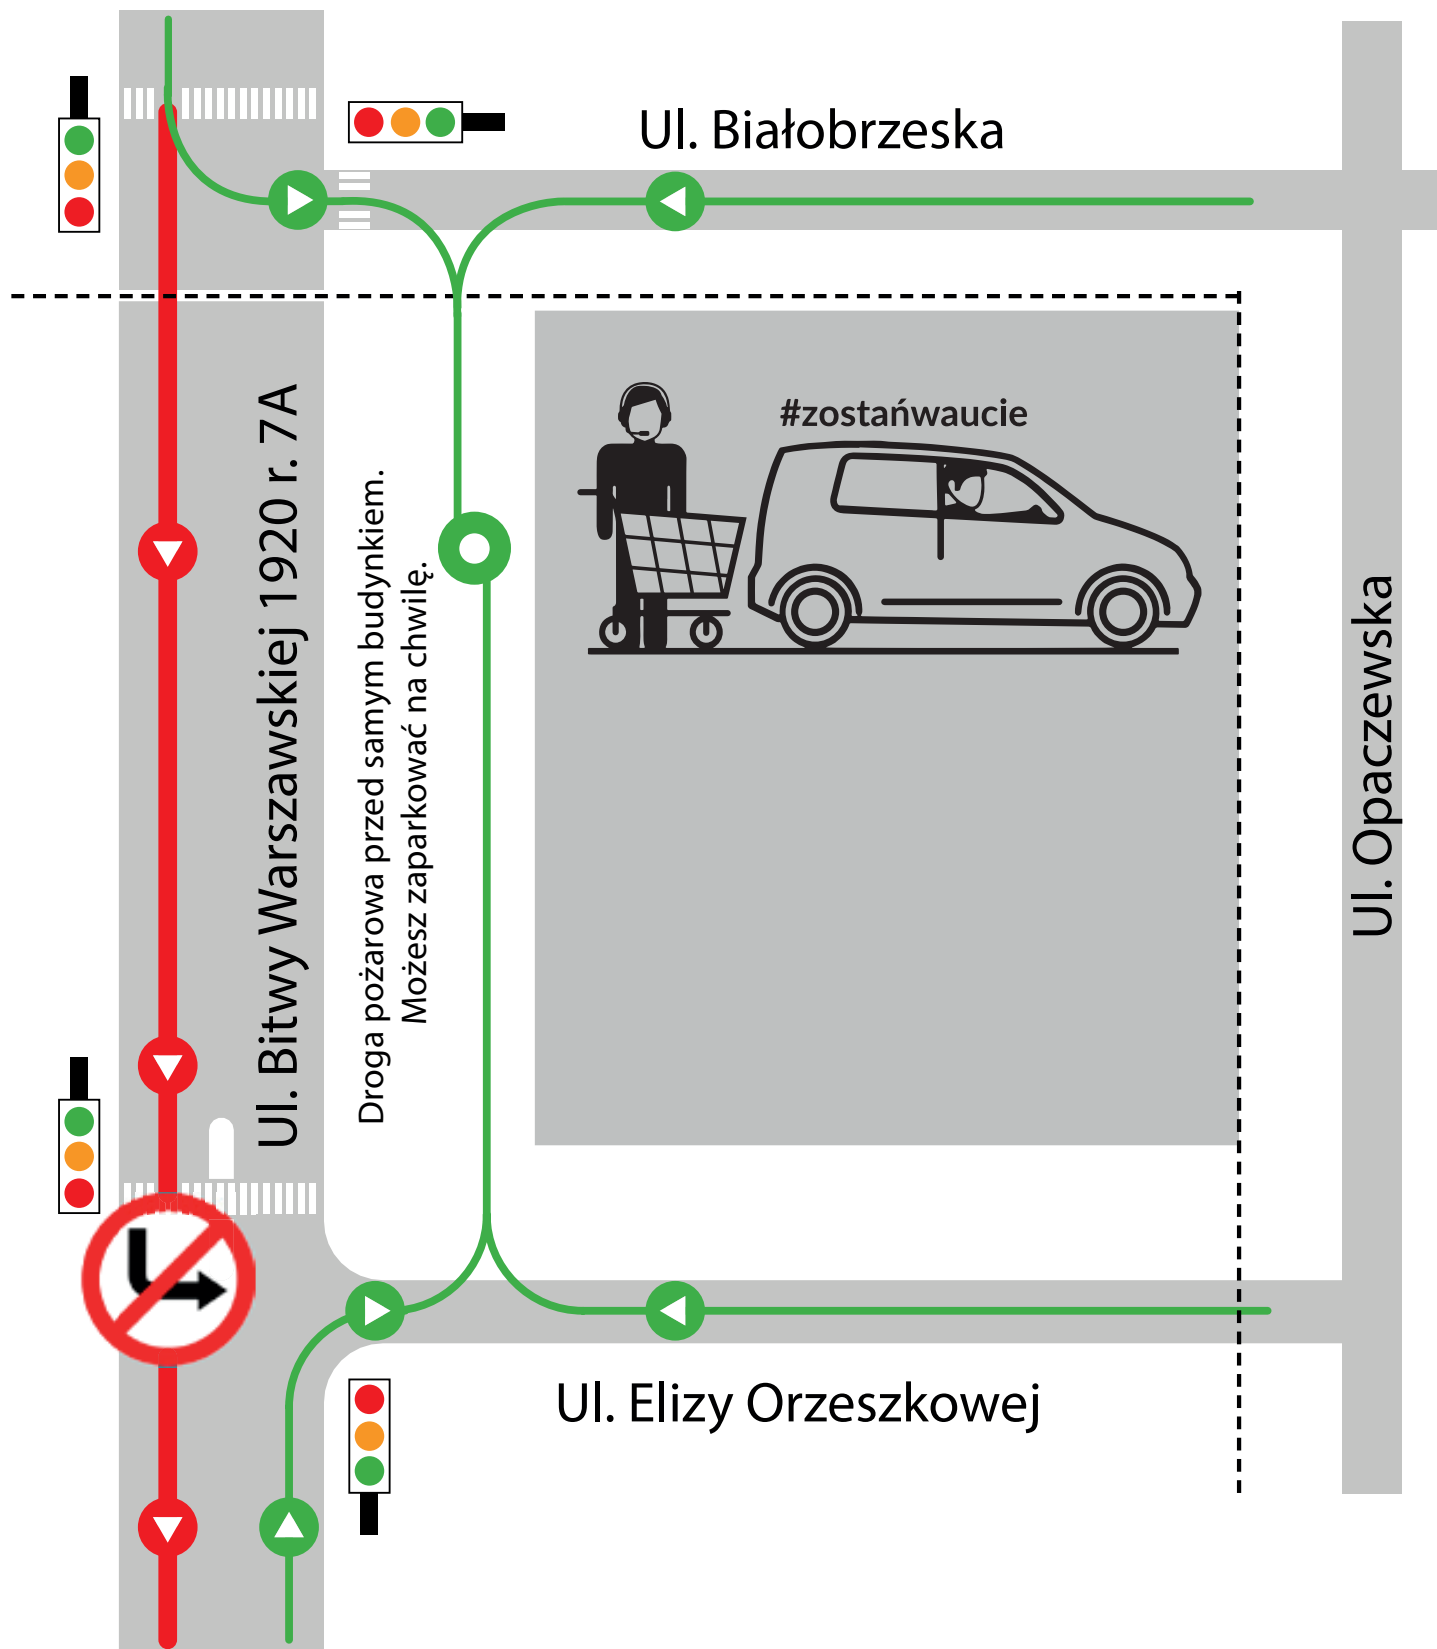 Ul. Białobrzeska
#zostańwaucie
Ul. Bitwy Warszawskiej 1920 r. 7A
Droga pożarowa przed samym budynkiem.
Możesz zaparkować na chwilę.
Ul. Opaczewska
Ul. Elizy Orzeszkowej